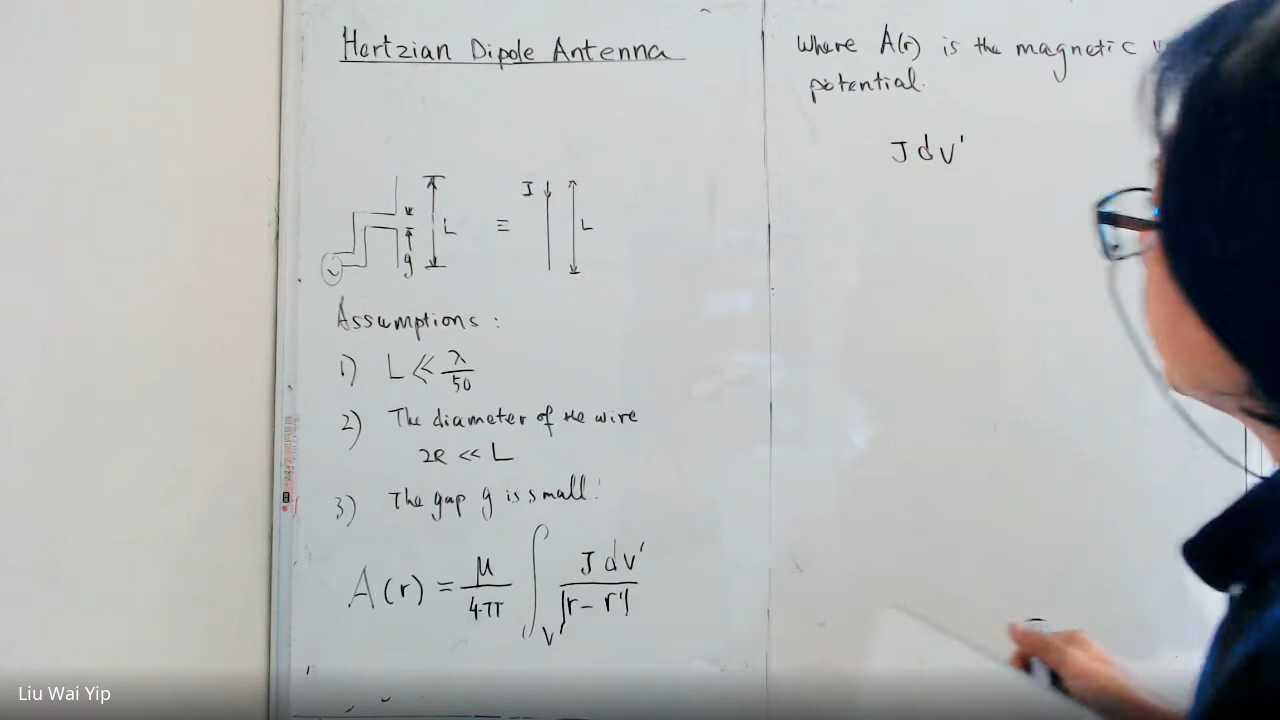 Hertzian Dipole Antenna
J
L
≡
L
g
Assumptions :
1) L ≪ λ/50
2) The diameter of the wire
2R << L
3) The gap g is small.
A(r) = μ/4π ∫_V J dv' / |r - r'|
Where A(r) is the magnetic
potential.
J dv'
Liu Wai Yip